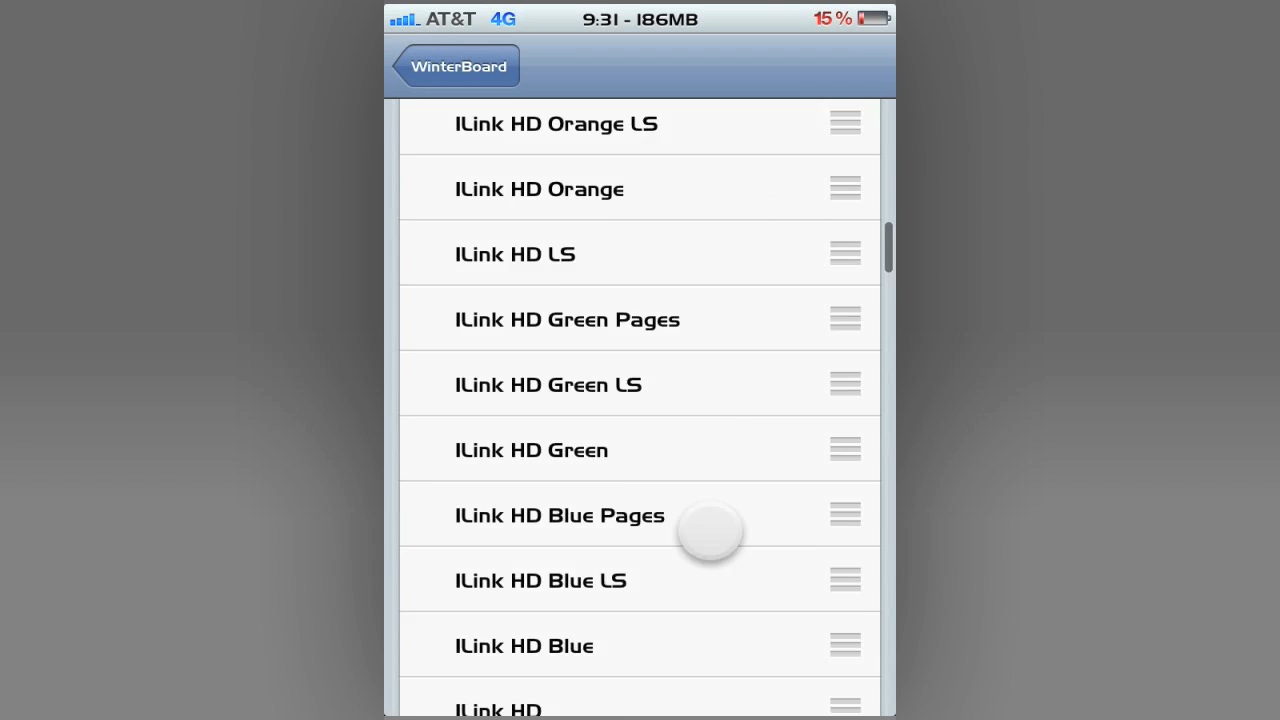 AT&T 4G 9:31 - 186MB 15 %
WinterBoard
ILink HD Orange LS
ILink HD Orange
ILink HD LS
ILink HD Green Pages
ILink HD Green LS
ILink HD Green
ILink HD Blue Pages
ILink HD Blue LS
ILink HD Blue
ILink HD